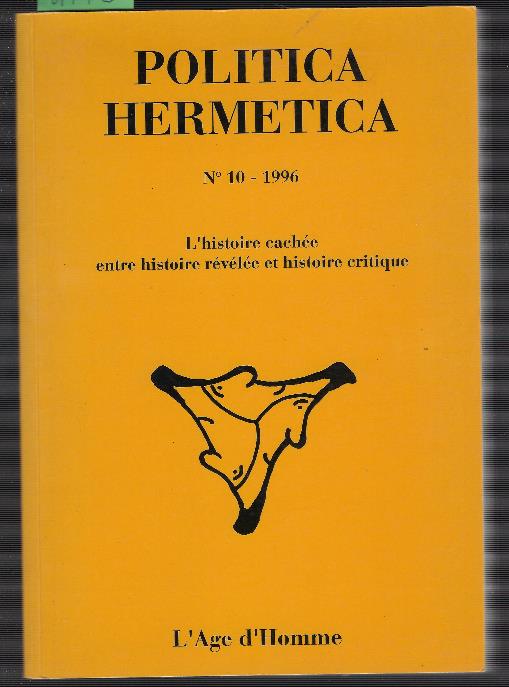 POLITICA
HERMETICA
N° 10 - 1996
L'histoire cachée
entre histoire révélée et histoire critique
L'Age d'Homme